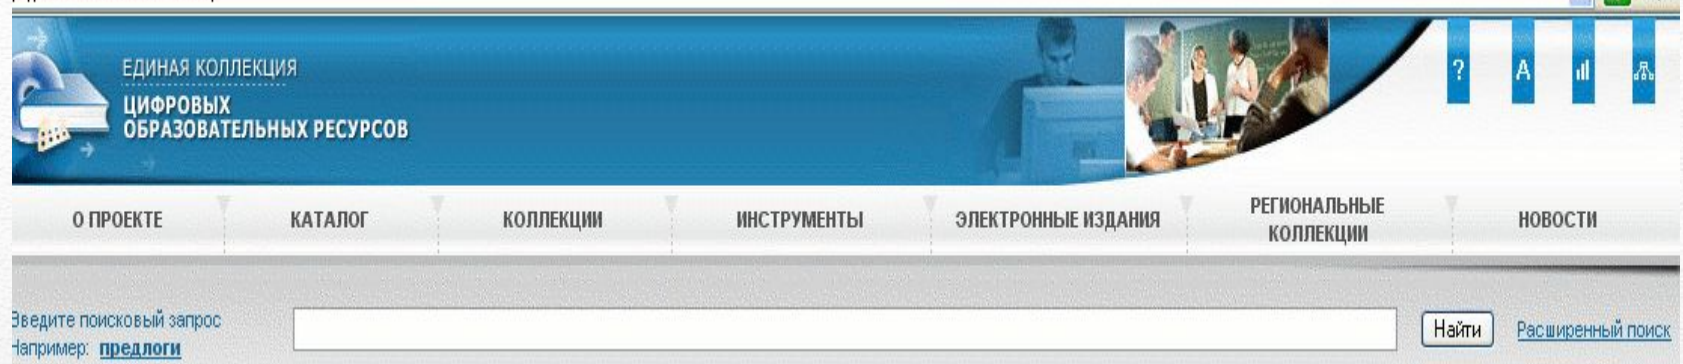 ЕДИНАЯ КОЛЛЕКЦИЯ
ЦИФРОВЫХ
ОБРАЗОВАТЕЛЬНЫХ РЕСУРСОВ
? A
О ПРОЕКТЕ КАТАЛОГ КОЛЛЕКЦИИ ИНСТРУМЕНТЫ ЭЛЕКТРОННЫЕ ИЗДАНИЯ РЕГИОНАЛЬНЫЕ КОЛЛЕКЦИИ НОВОСТИ
Введите поисковый запрос
Например: предлоги
Найти Расширенный поиск